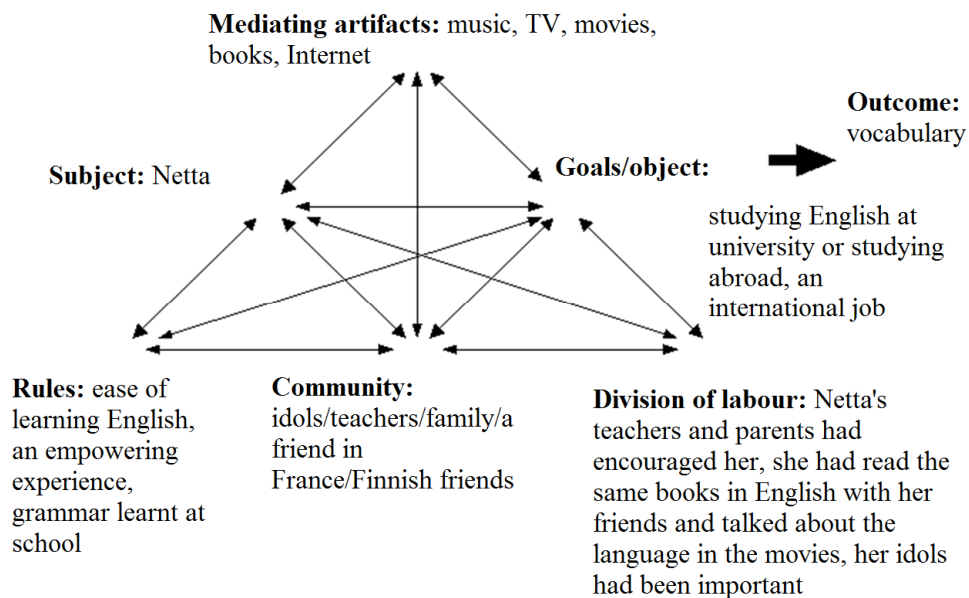 Mediating artifacts: music, TV, movies,
books, Internet
Outcome:
vocabulary
Subject: Netta
Goals/object:
studying English at
university or studying
abroad, an
international job
Rules: ease of
learning English,
an empowering
experience,
grammar learnt at
school
Community:
idols/teachers/family/a
friend in
France/Finnish friends
Division of labour: Netta's
teachers and parents had
encouraged her, she had read the
same books in English with her
friends and talked about the
language in the movies, her idols
had been important